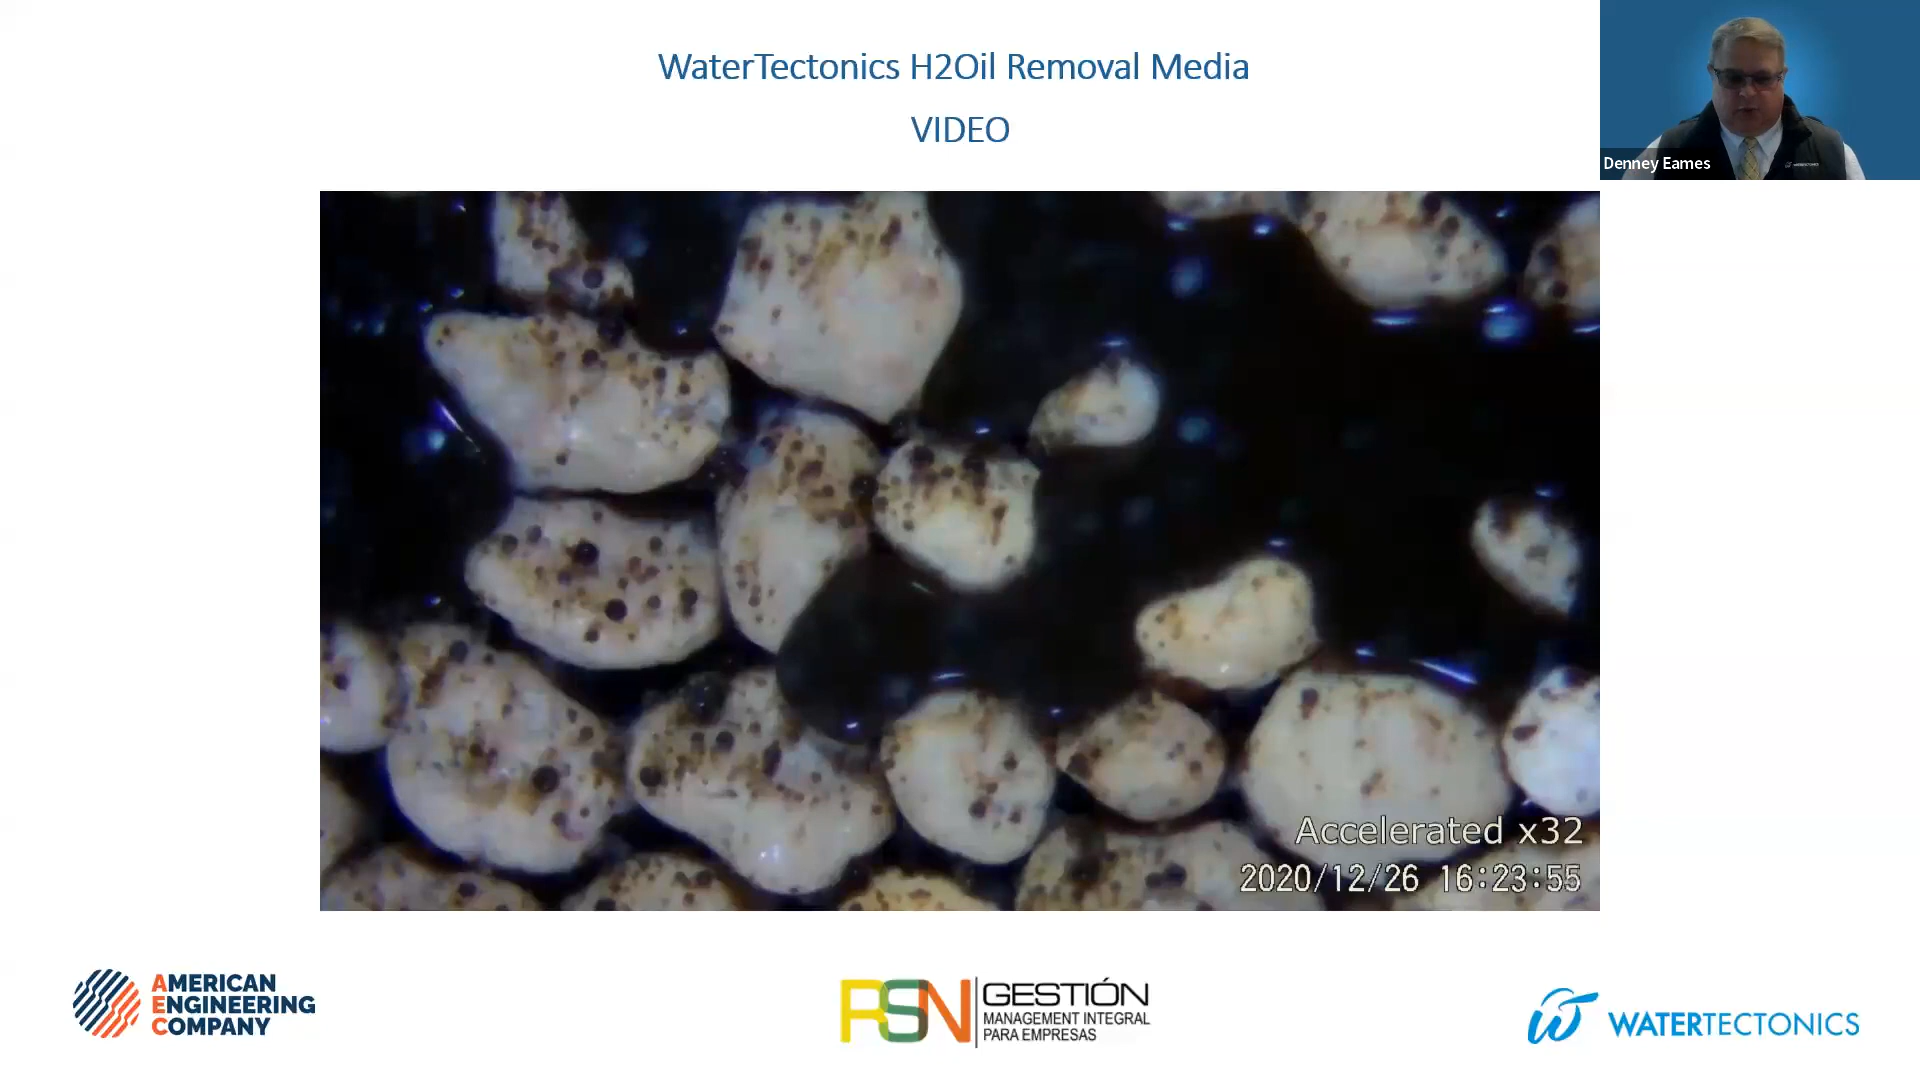 WaterTectonics H2Oil Removal Media
VIDEO
Denney Eames
Accelerated x32
2020/12/26 16:23:55
AMERICAN
ENGINEERING
COMPANY
RSN
GESTIÓN
MANAGEMENT INTEGRAL
PARA EMPRESAS
WATERTECTONICS